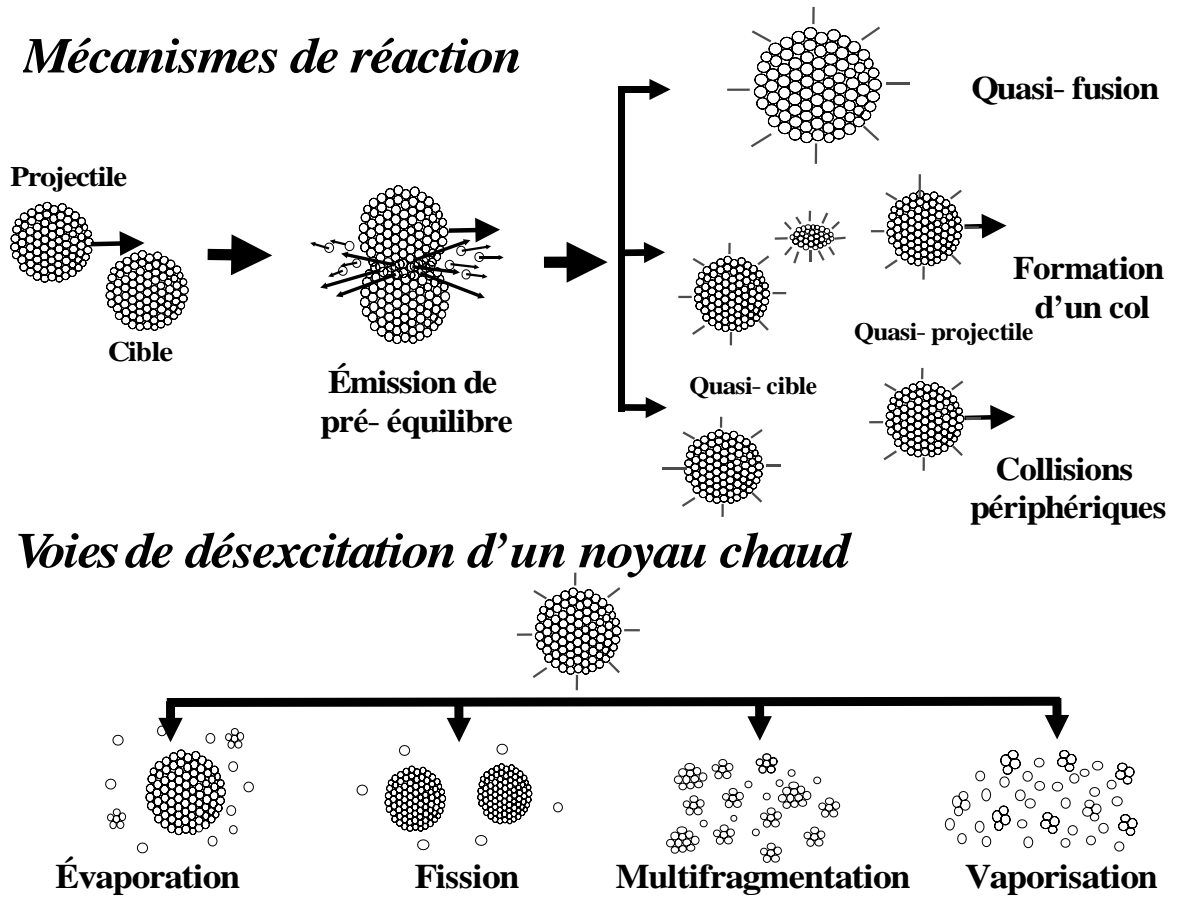 Mécanismes de réaction
Quasi- fusion
Projectile
Cible
Émission de
pré- équilibre
Formation
d’un col
Quasi- projectile
Quasi- cible
Collisions
périphériques
Voies de désexcitation d’un noyau chaud
Évaporation
Fission
Multifragmentation
Vaporisation